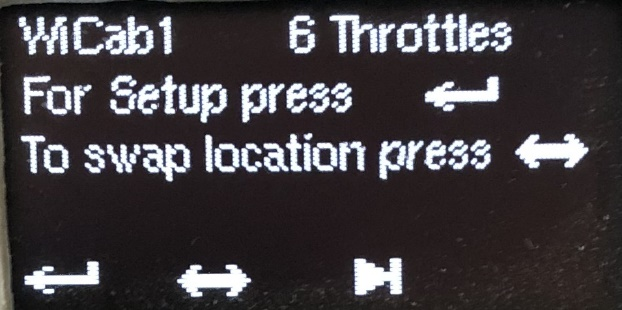 WiCab1 6 Throttles
For Setup press ↵
To swap location press ↔
↵ ↔ ⏭